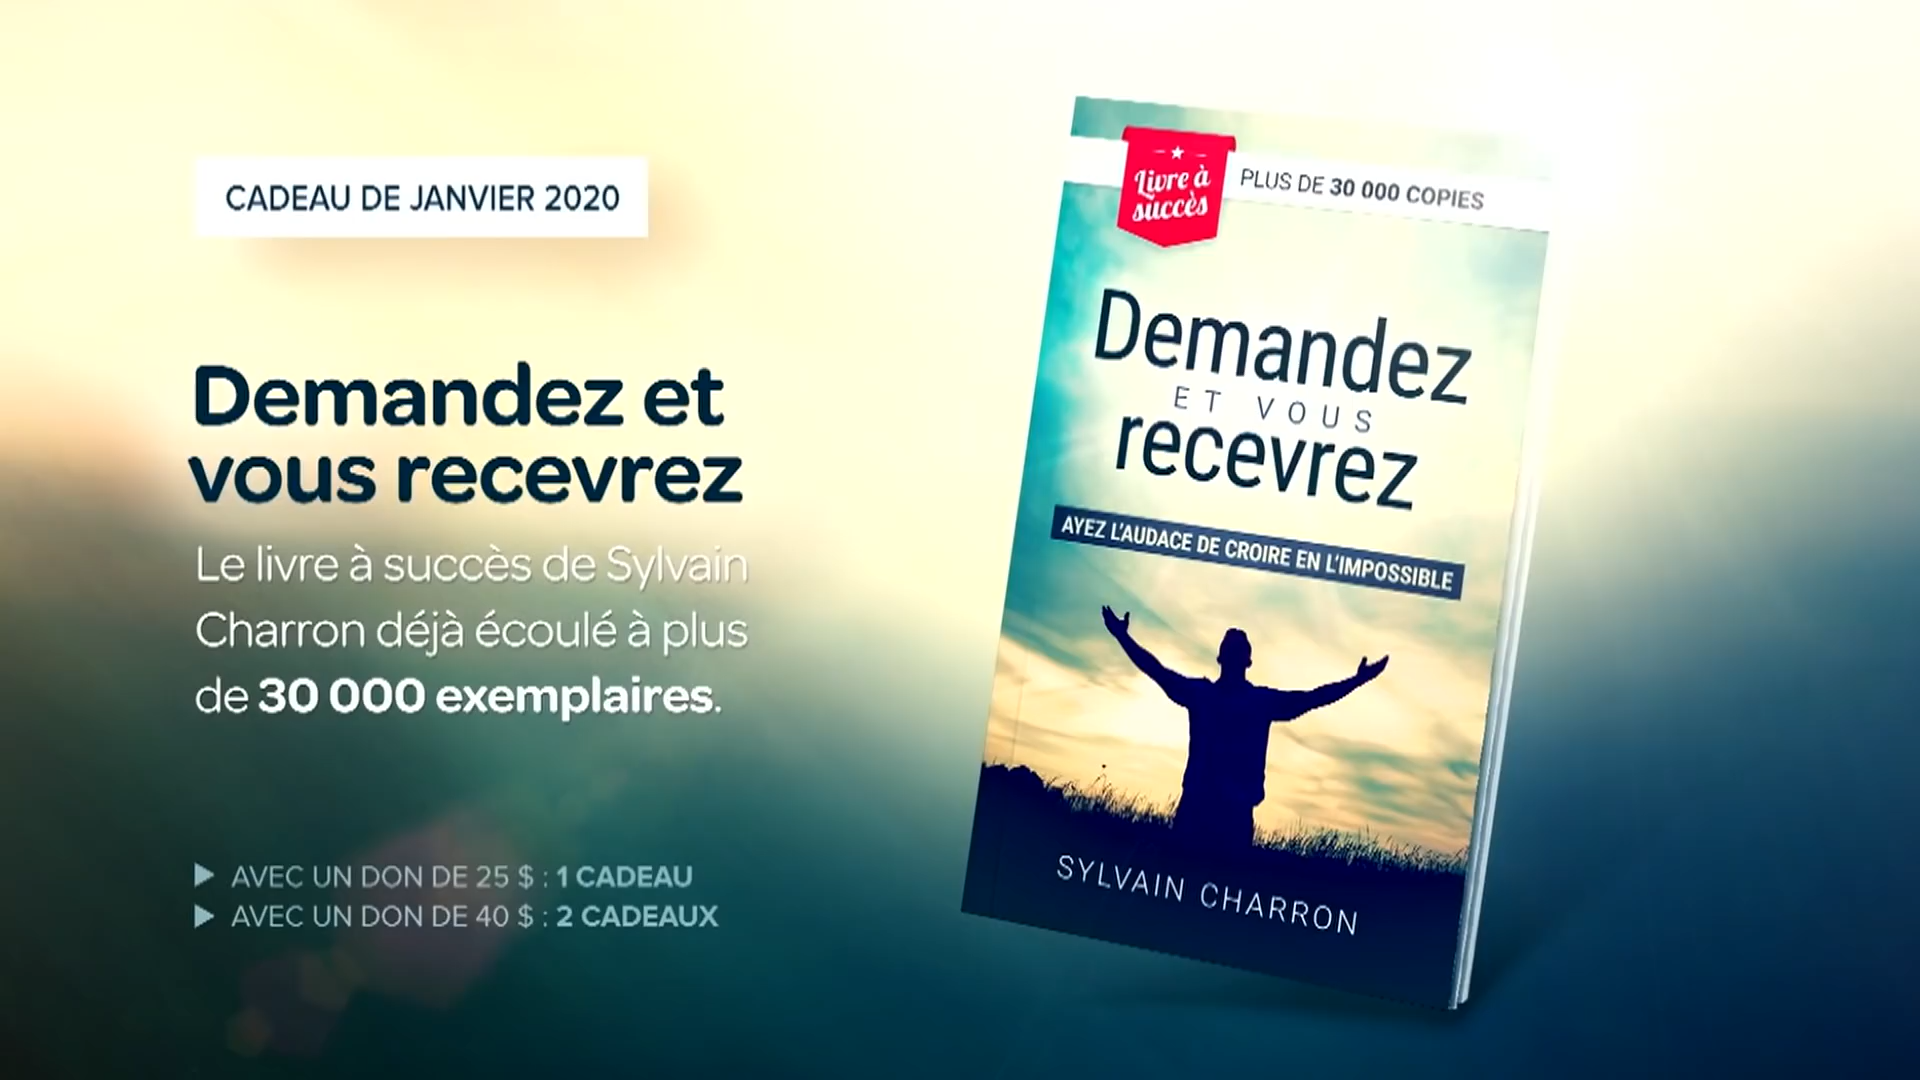 CADEAU DE JANVIER 2020
Demandez et
vous recevrez
Le livre à succès de Sylvain
Charron déjà écoulé à plus
de 30 000 exemplaires.
AVEC UN DON DE 25 $ : 1 CADEAU
AVEC UN DON DE 40 $ : 2 CADEAUX
Livre à
succès
PLUS DE 30 000 COPIES
Demandez
ET VOUS
recevrez
AYEZ L'AUDACE DE CROIRE EN L'IMPOSSIBLE
SYLVAIN CHARRON